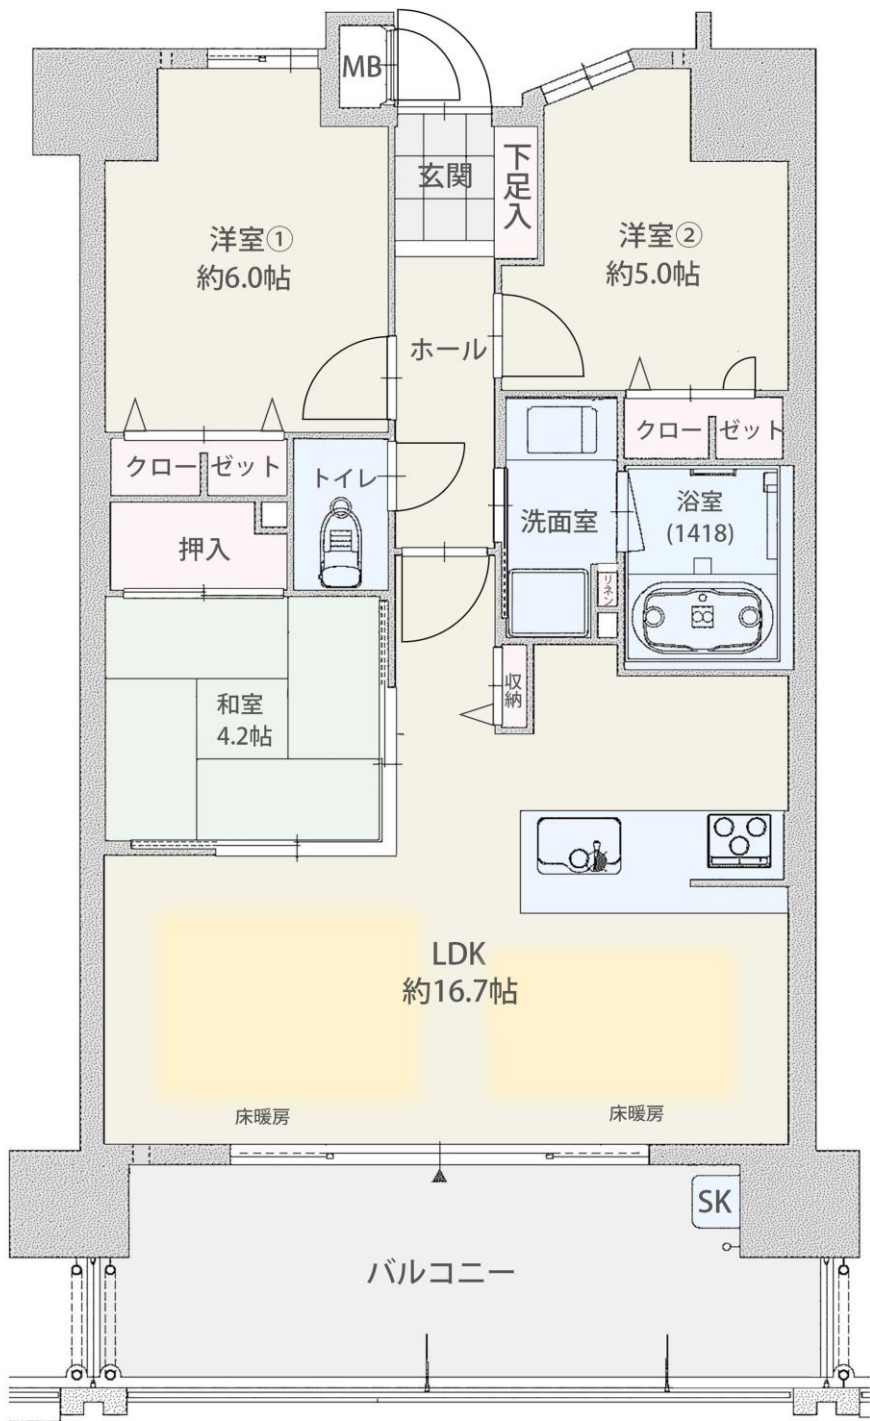 MB
玄関
下足入
洋室①
約6.0帖
洋室②
約5.0帖
ホール
クローゼット
クローゼット
トイレ
洗面室
浴室
(1418)
押入
リネン
収納
和室
4.2帖
LDK
約16.7帖
床暖房
床暖房
SK
バルコニー